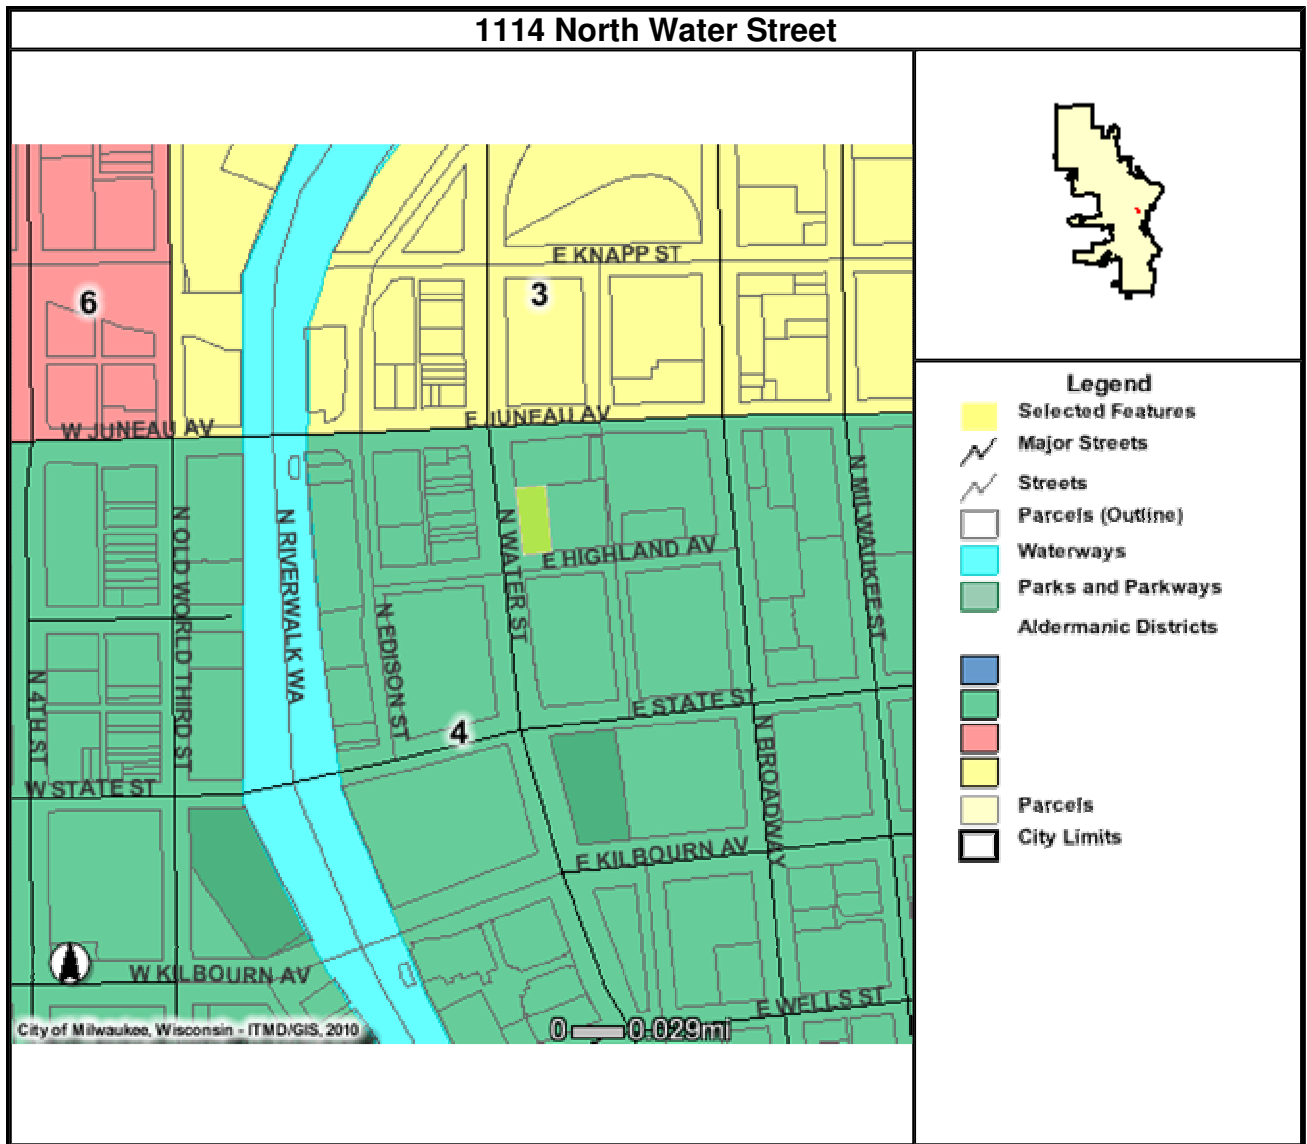 1114 North Water Street
E KNAPP ST
6
3
E JUNEAU AV
W JUNEAU AV
N MILWAUKEE ST
N OLD WORLD THIRD ST
N RIVERWALK WA
N WATER ST
E HIGHLAND AV
N EDISON ST
N 4TH ST
E STATE ST
4
N BROADWAY
W STATE ST
E KILBOURN AV
W KILBOURN AV
E WELLS ST
City of Milwaukee, Wisconsin - ITMD/GIS, 2010
0 0.029mi
Legend
Selected Features
Major Streets
Streets
Parcels (Outline)
Waterways
Parks and Parkways
Aldermanic Districts
Parcels
City Limits